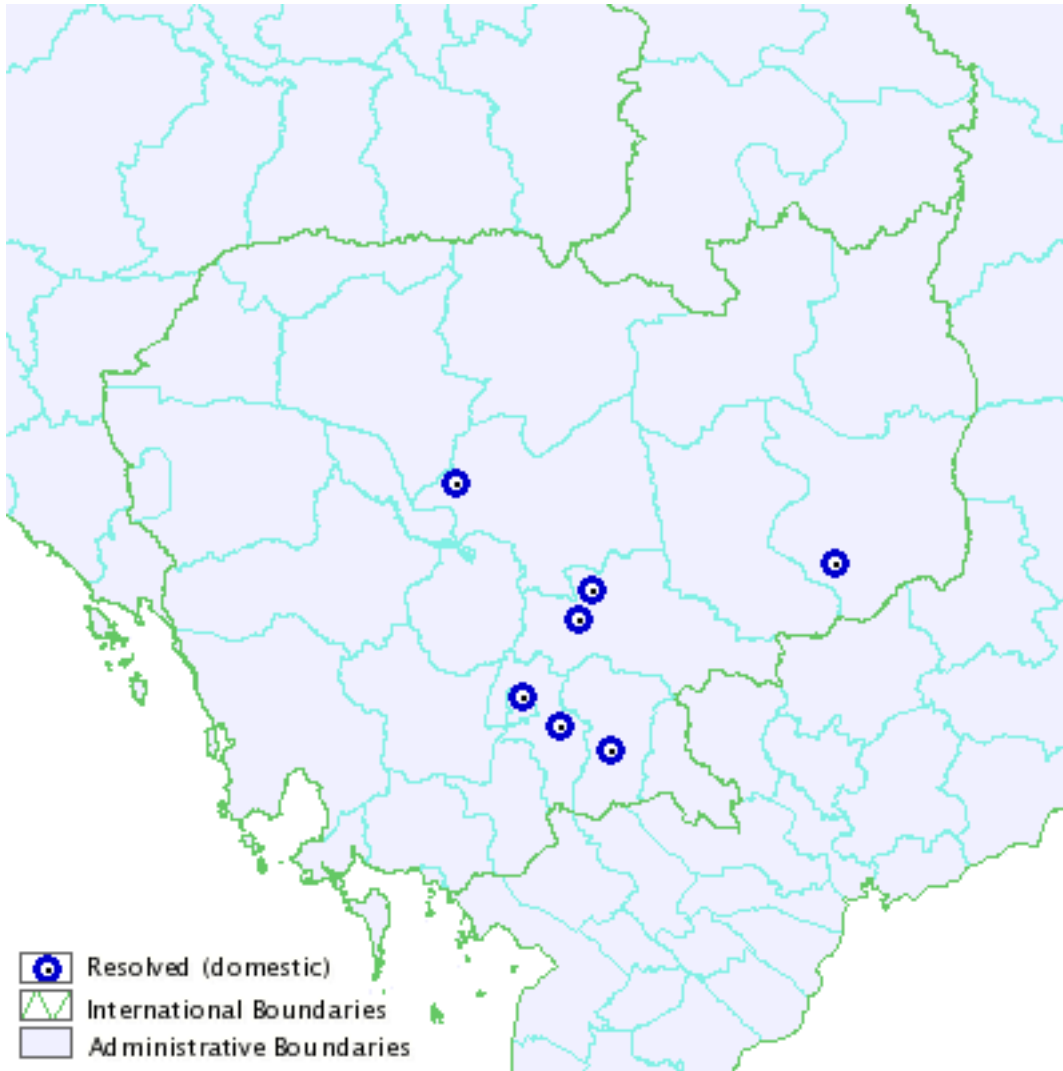 Resolved (domestic)
International Boundaries
Administrative Boundaries